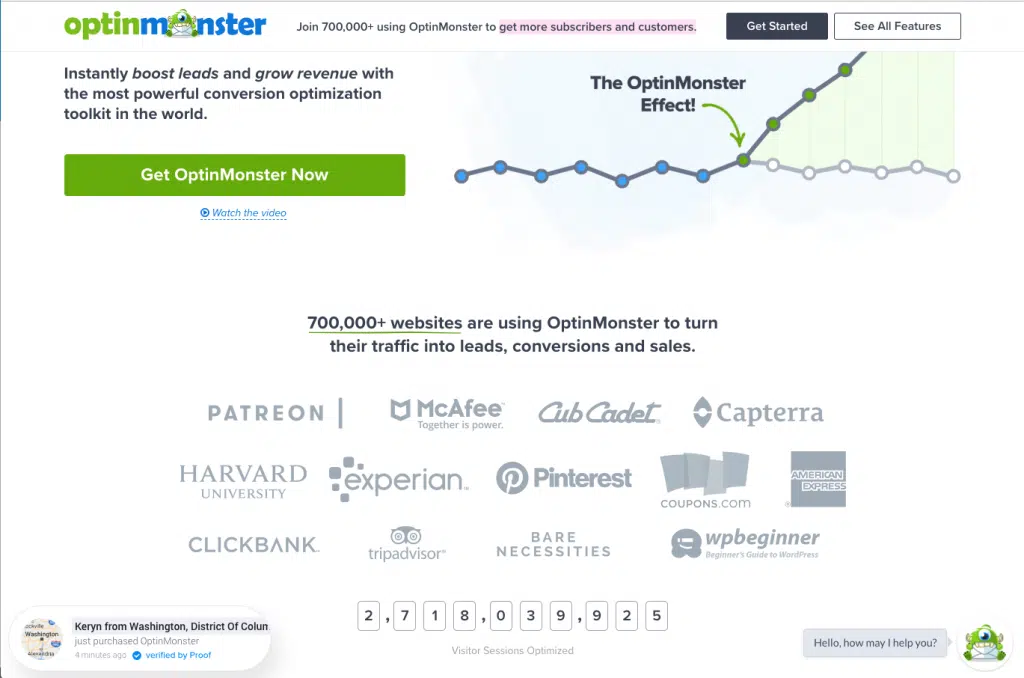 optinmonster
Join 700,000+ using OptinMonster to get more subscribers and customers.
Get Started
See All Features
Instantly boost leads and grow revenue with
the most powerful conversion optimization
toolkit in the world.
Get OptinMonster Now
Watch the video
The OptinMonster
Effect!
700,000+ websites are using OptinMonster to turn
their traffic into leads, conversions and sales.
PATREON
McAfee™
Together is power.
Cub Cadet
Capterra
HARVARD
UNIVERSITY
experian™
Pinterest
COUPONS.com
AMERICAN
EXPRESS
®
CLICKBANK.
tripadvisor®
BARE
NECESSITIES
wpbeginner
Beginner's Guide to WordPress
2,718,039,925
Visitor Sessions Optimized
Washington
Keryn from Washington, District Of Colun
just purchased OptinMonster
4 minutes ago
verified by Proof
Hello, how may I help you?